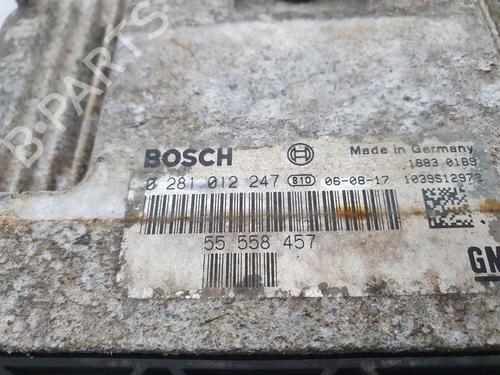 B-PARTS
BOSCH
Made in Germany
1883 0189
0 281 012 247 810 06-08-17 1039S12972
55 558 457
GM